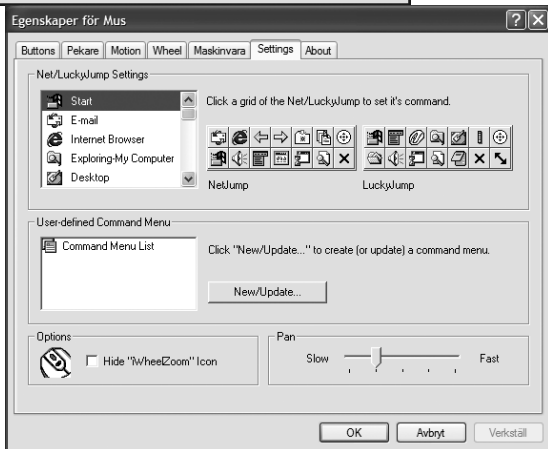 Egenskaper för Mus
Buttons Pekare Motion Wheel Maskinvara Settings About
Net/LuckyJump Settings
Start
E-mail
Internet Browser
Exploring-My Computer
Desktop
Click a grid of the Net/LuckyJump to set it's command.
NetJump LuckyJump
User-defined Command Menu
Command Menu List
Click "New/Update..." to create (or update) a command menu.
New/Update...
Options
Hide "iWheelZoom" Icon
Pan
Slow Fast
OK Avbryt Verkställ